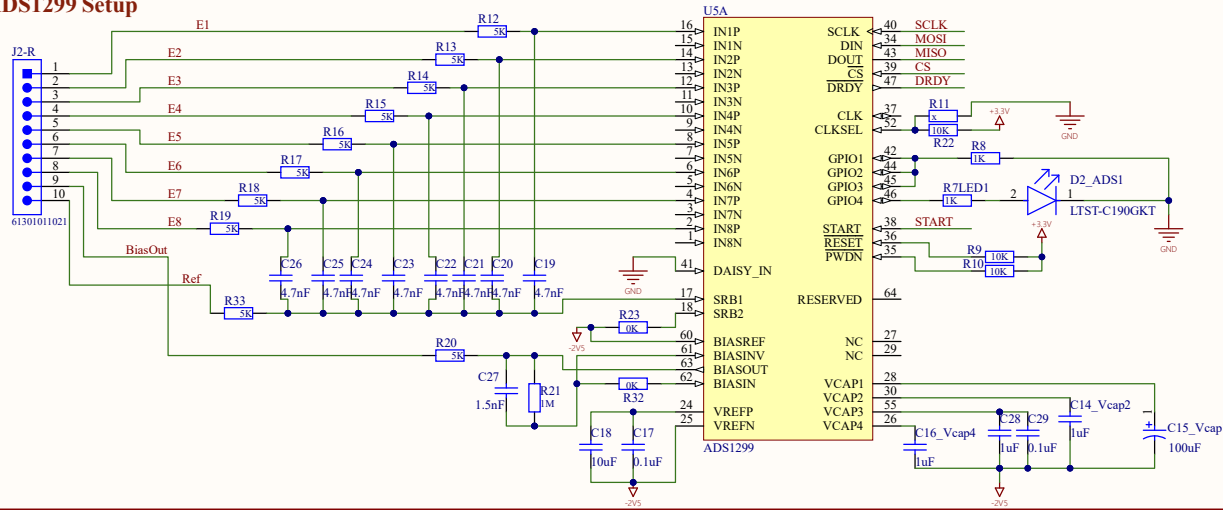 ADS1299 Setup
J2-R
1
2
3
4
5
6
7
8
9
10
61301011021
E1
E2
E3
E4
E5
E6
E7
E8
BiasOut
Ref
R12
5K
R13
5K
R14
5K
R15
5K
R16
5K
R17
5K
R18
5K
R19
5K
R33
5K
C26
4.7nF
C25
4.7nF
C24
4.7nF
C23
4.7nF
C22
4.7nF
C21
4.7nF
C20
4.7nF
C19
4.7nF
R20
5K
C27
1.5nF
R21
1M
GND
R23
0K
-2V5
0K
R32
C18
10uF
C17
0.1uF
-2V5
U5A
16 IN1P
15 IN1N
14 IN2P
13 IN2N
12 IN3P
11 IN3N
10 IN4P
9 IN4N
8 IN5P
7 IN5N
6 IN6P
5 IN6N
4 IN7P
3 IN7N
2 IN8P
1 IN8N
41 DAISY_IN
17 SRB1
18 SRB2
60 BIASREF
61 BIASINV
63 BIASOUT
62 BIASIN
24 VREFP
25 VREFN
ADS1299
SCLK 40 SCLK
DIN 34 MOSI
DOUT 43 MISO
CS 39 CS
DRDY 47 DRDY
CLK 37
CLKSEL 52
GPIO1 42
GPIO2 44
GPIO3 45
GPIO4 46
START 38 START
RESET 36
PWDN 35
RESERVED 64
NC 27
NC 29
VCAP1 28
VCAP2 30
VCAP3 55
VCAP4 26
R11
x
10K
R22
+3.3V
GND
R8
1K
R7LED1
1K
2
D2_ADS1
1
LTST-C190GKT
GND
+3.3V
R9
10K
R10
10K
C16_Vcap4
1uF
C28
1uF
C29
0.1uF
C14_Vcap2
1uF
1
+
C15_Vcap
100uF
-2V5